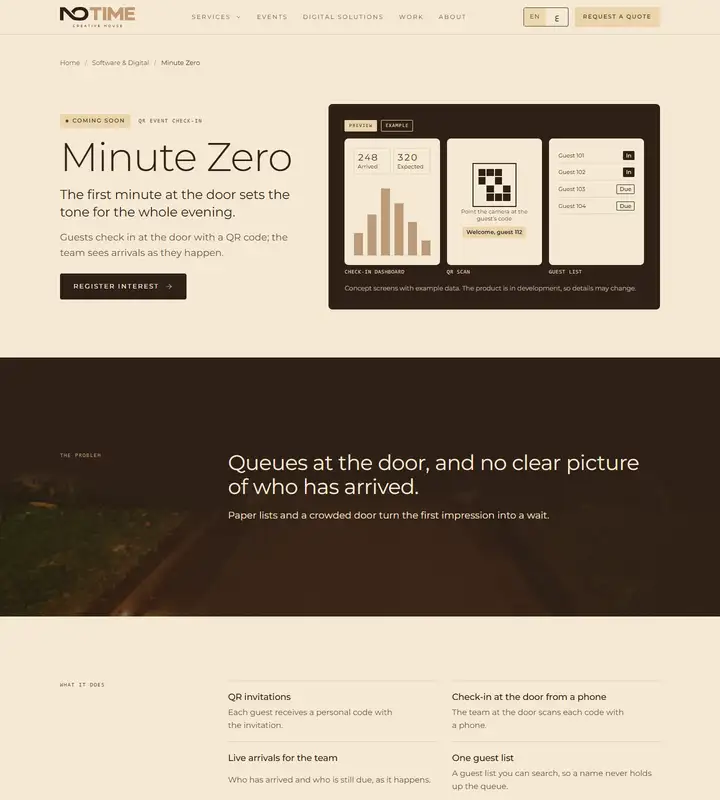 NOTIME
CREATIVE HOUSE
SERVICES
EVENTS
DIGITAL SOLUTIONS
WORK
ABOUT
EN
REQUEST A QUOTE
Home / Software & Digital / Minute Zero
COMING SOON
QR EVENT CHECK-IN
Minute Zero
The first minute at the door sets the
tone for the whole evening.
Guests check in at the door with a QR code; the
team sees arrivals as they happen.
REGISTER INTEREST →
PREVIEW
EXAMPLE
248
Arrived
320
Expected
CHECK-IN DASHBOARD
Point the camera at the
guest's code
Welcome, guest 112
QR SCAN
Guest 101 In
Guest 102 In
Guest 103 Due
Guest 104 Due
GUEST LIST
Concept screens with example data. The product is in development, so details may change.
THE PROBLEM
Queues at the door, and no clear picture
of who has arrived.
Paper lists and a crowded door turn the first impression into a wait.
WHAT IT DOES
QR invitations
Each guest receives a personal code with
the invitation.
Check-in at the door from a phone
The team at the door scans each code with
a phone.
Live arrivals for the team
Who has arrived and who is still due, as it happens.
One guest list
A guest list you can search, so a name never holds
up the queue.